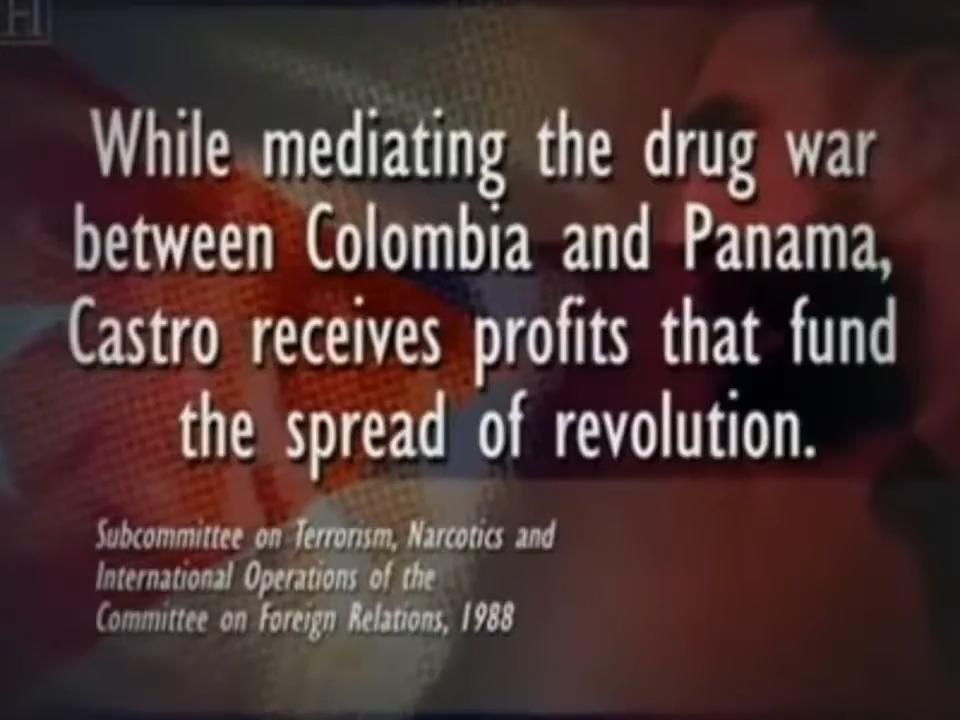 H
While mediating the drug war
between Colombia and Panama,
Castro receives profits that fund
the spread of revolution.
Subcommittee on Terrorism, Narcotics and
International Operations of the
Committee on Foreign Relations, 1988